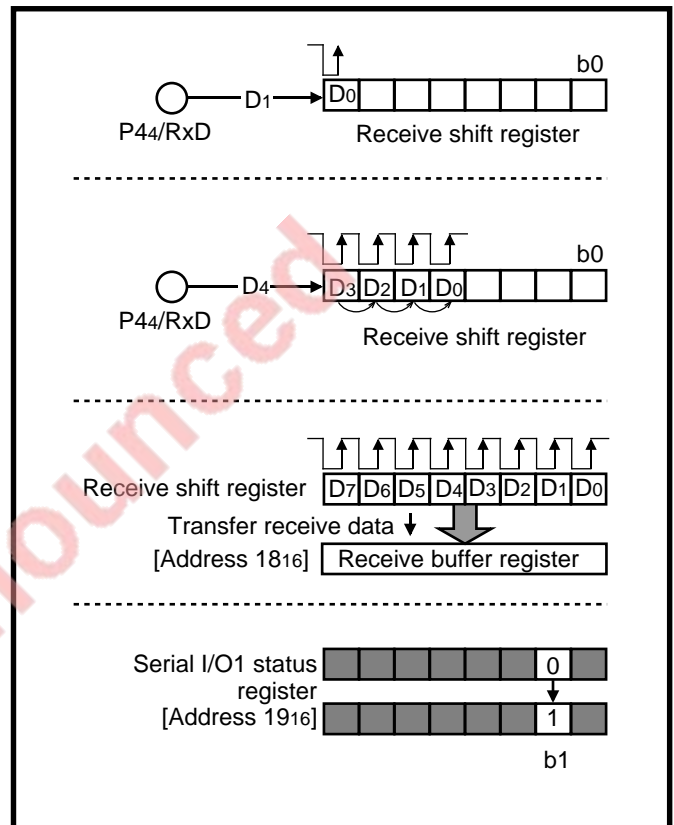 b0
D1 D0
P44/RxD Receive shift register
b0
D4 D3 D2 D1 D0
P44/RxD
Receive shift register
Receive shift register D7 D6 D5 D4 D3 D2 D1 D0
Transfer receive data
[Address 1816] Receive buffer register
Serial I/O1 status 0
register
[Address 1916] 1
b1